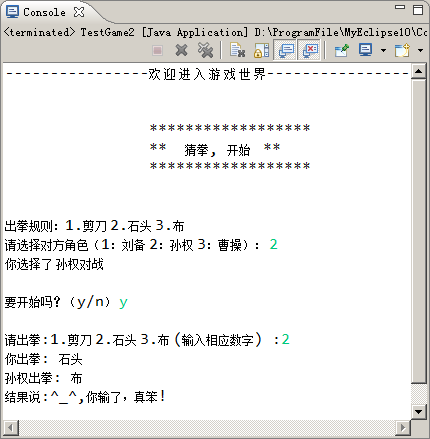 Console
<terminated> TestGame2 [Java Application] D:\ProgramFile\MyEclipse10\Co
----------------欢迎进入游戏世界----------------
******************
** 猜拳, 开始 **
******************
出拳规则：1.剪刀 2.石头 3.布
请选择对方角色（1：刘备 2：孙权 3：曹操）：2
你选择了 孙权对战
要开始吗？（y/n）y
请出拳:1.剪刀 2.石头 3.布 (输入相应数字) :2
你出拳: 石头
孙权出拳: 布
结果说:^_^,你输了，真笨!